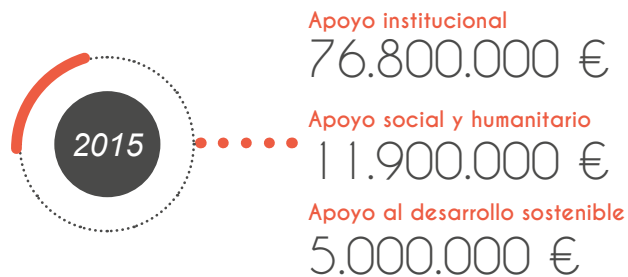 2015
Apoyo institucional
76.800.000 €
Apoyo social y humanitario
11.900.000 €
Apoyo al desarrollo sostenible
5.000.000 €